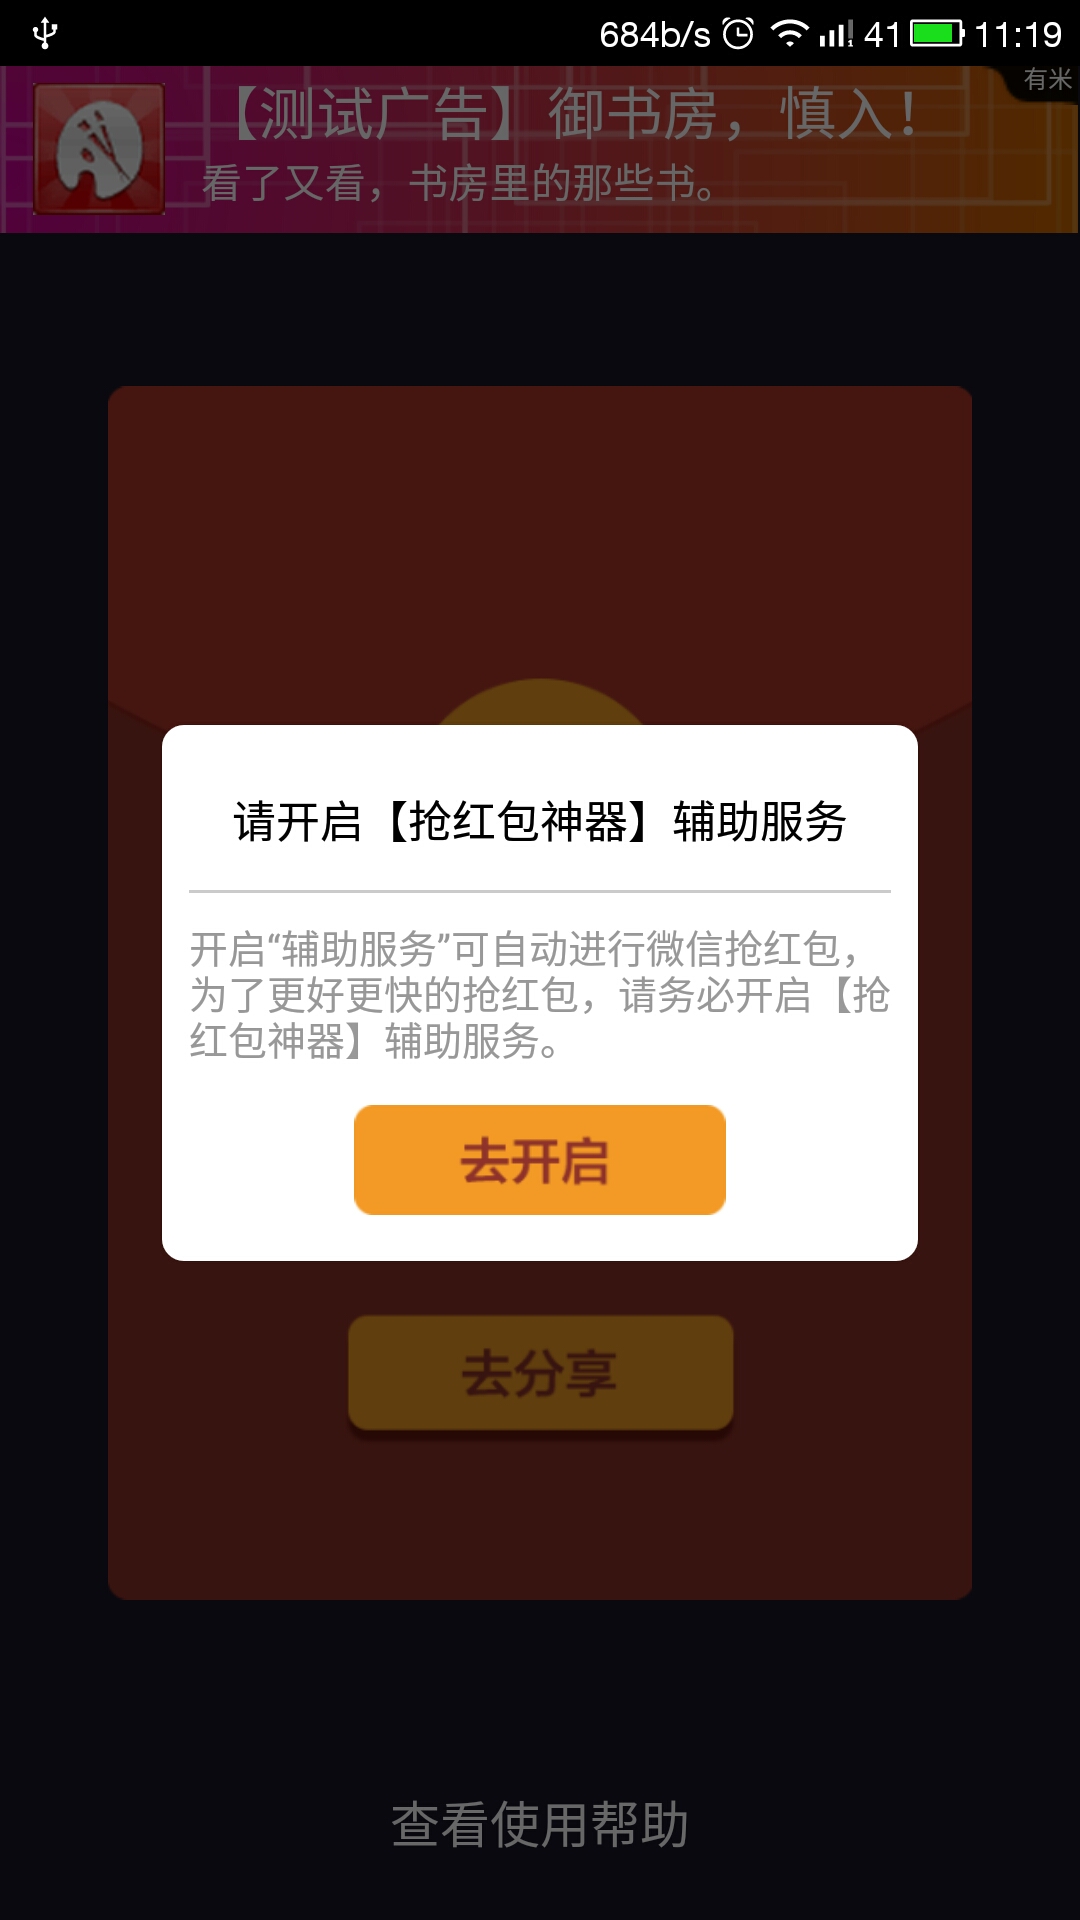 684b/s 41 11:19
有米
【测试广告】御书房，慎入！
看了又看，书房里的那些书。
请开启【抢红包神器】辅助服务
开启“辅助服务”可自动进行微信抢红包，
为了更好更快的抢红包，请务必开启【抢
红包神器】辅助服务。
去开启
去分享
查看使用帮助